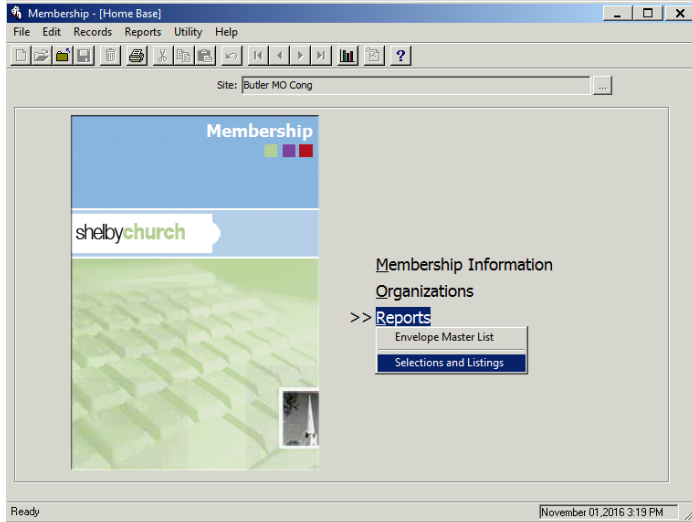 Membership - [Home Base]
File Edit Records Reports Utility Help
?
Site: Butler MO Cong ...
Membership
shelbychurch
Membership Information
Organizations
>> Reports
Envelope Master List
Selections and Listings
Ready November 01,2016 3:19 PM